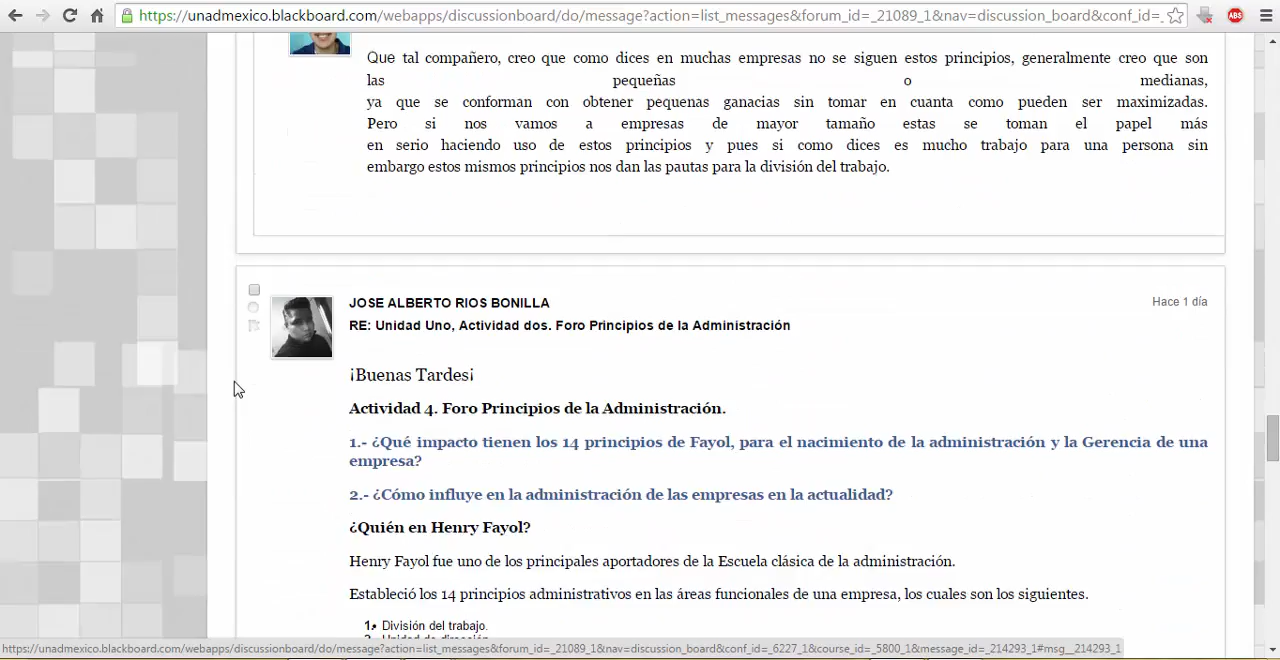 https://unadmexico.blackboard.com/webapps/discussionboard/do/message?action=list_messages&forum_id=_21089_1&nav=discussion_board&conf_id=_
ABS
Que tal compañero, creo que como dices en muchas empresas no se siguen estos principios, generalmente creo que son
las pequeñas o medianas,
ya que se conforman con obtener pequenas ganacias sin tomar en cuanta como pueden ser maximizadas.
Pero si nos vamos a empresas de mayor tamaño estas se toman el papel más
en serio haciendo uso de estos principios y pues si como dices es mucho trabajo para una persona sin
embargo estos mismos principios nos dan las pautas para la división del trabajo.
JOSE ALBERTO RIOS BONILLA
Hace 1 día
RE: Unidad Uno, Actividad dos. Foro Principios de la Administración
¡Buenas Tardes¡
Actividad 4. Foro Principios de la Administración.
1.- ¿Qué impacto tienen los 14 principios de Fayol, para el nacimiento de la administración y la Gerencia de una
empresa?
2.- ¿Cómo influye en la administración de las empresas en la actualidad?
¿Quién en Henry Fayol?
Henry Fayol fue uno de los principales aportadores de la Escuela clásica de la administración.
Estableció los 14 principios administrativos en las áreas funcionales de una empresa, los cuales son los siguientes.
1. División del trabajo.
2. Unidad de dirección
https://unadmexico.blackboard.com/webapps/discussionboard/do/message?action=list_messages&forum_id=_21089_1&nav=discussion_board&conf_id=_6227_1&course_id=_5800_1&message_id=_214293_1#msg__214293_1